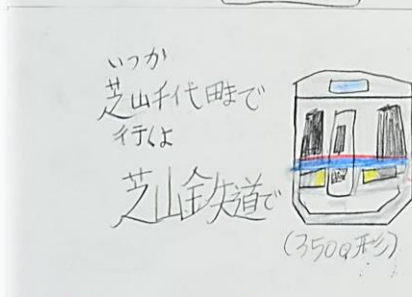 いつか
芝山千代田まで
行くよ
芝山鉄道で
(3500形)